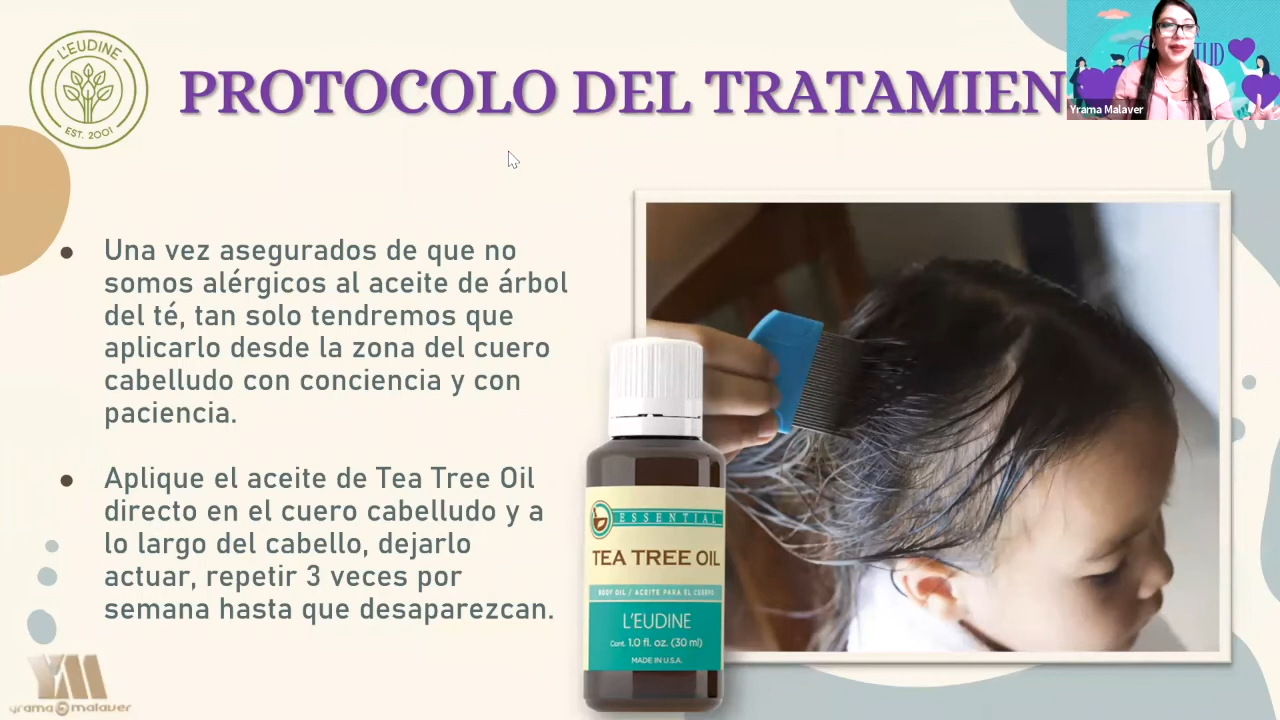 L'EUDINE
EST. 2001
PROTOCOLO DEL TRATAMIEN
Yrama Malaver
• Una vez asegurados de que no
somos alérgicos al aceite de árbol
del té, tan solo tendremos que
aplicarlo desde la zona del cuero
cabelludo con conciencia y con
paciencia.
• Aplique el aceite de Tea Tree Oil
directo en el cuero cabelludo y a
lo largo del cabello, dejarlo
actuar, repetir 3 veces por
semana hasta que desaparezcan.
ESSENTIAL
TEA TREE OIL
BODY OIL / ACEITE PARA EL CUERPO
L'EUDINE
Cont. 1.0 fl. oz. (30 ml)
MADE IN U.S.A.
YM
yrama malaver